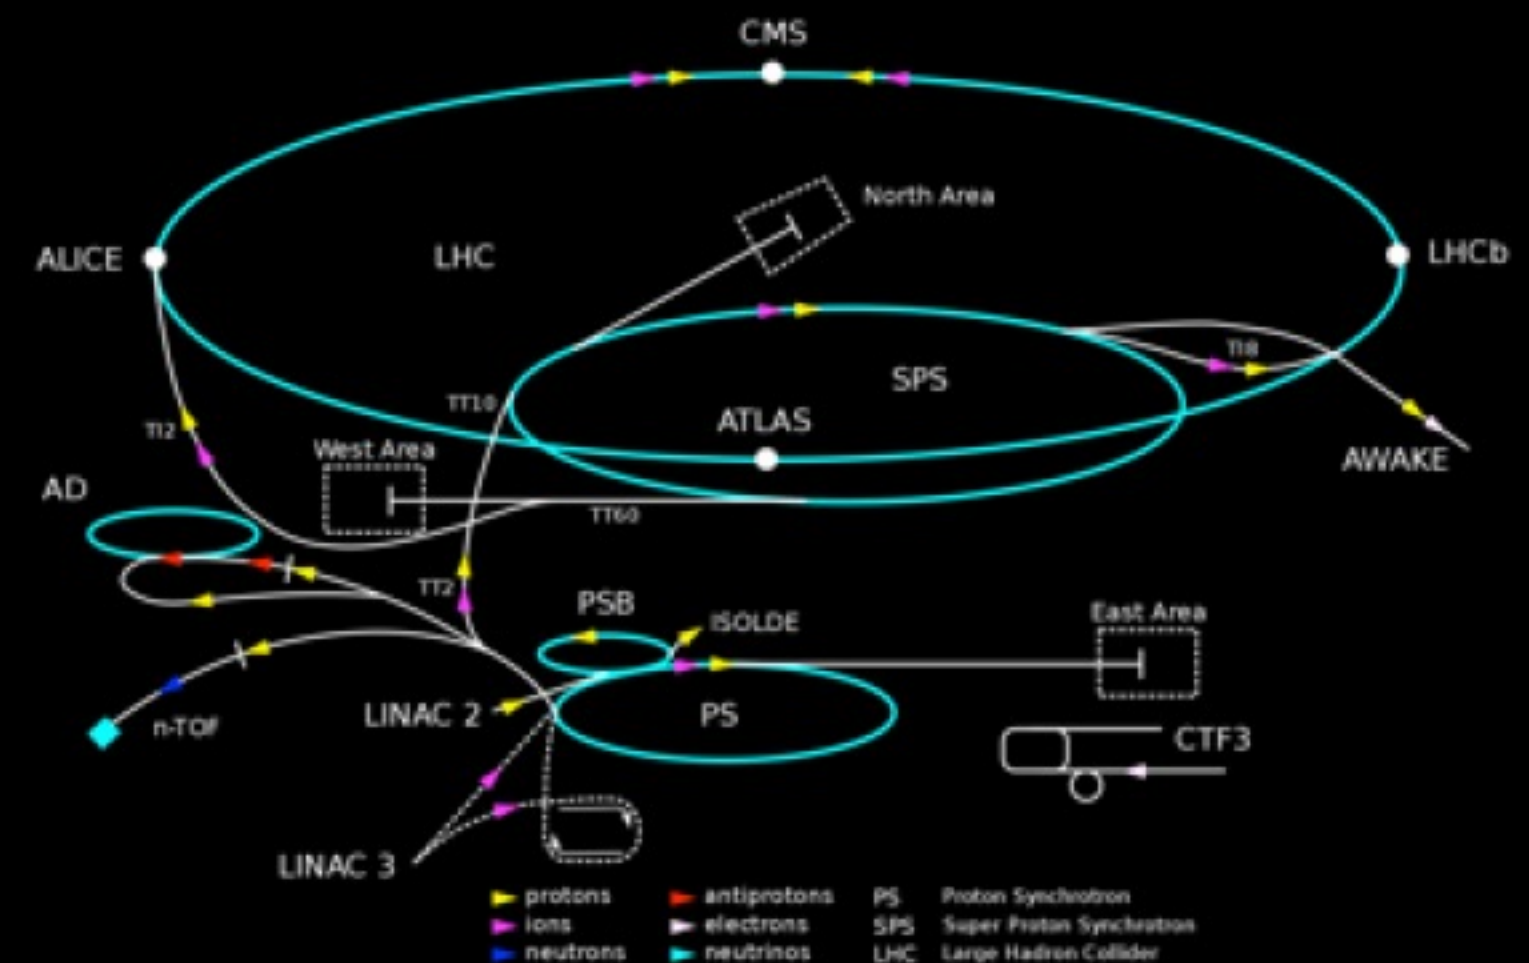 CMS
North Area
ALICE
LHC
LHCb
TI8
SPS
TT10
ATLAS
TI2
West Area
AWAKE
AD
TT60
TT2
PSB
ISOLDE
East Area
LINAC 2
PS
n-TOF
CTF3
LINAC 3
protons antiprotons PS Proton Synchrotron
ions electrons SPS Super Proton Synchrotron
neutrons neutrinos LHC Large Hadron Collider